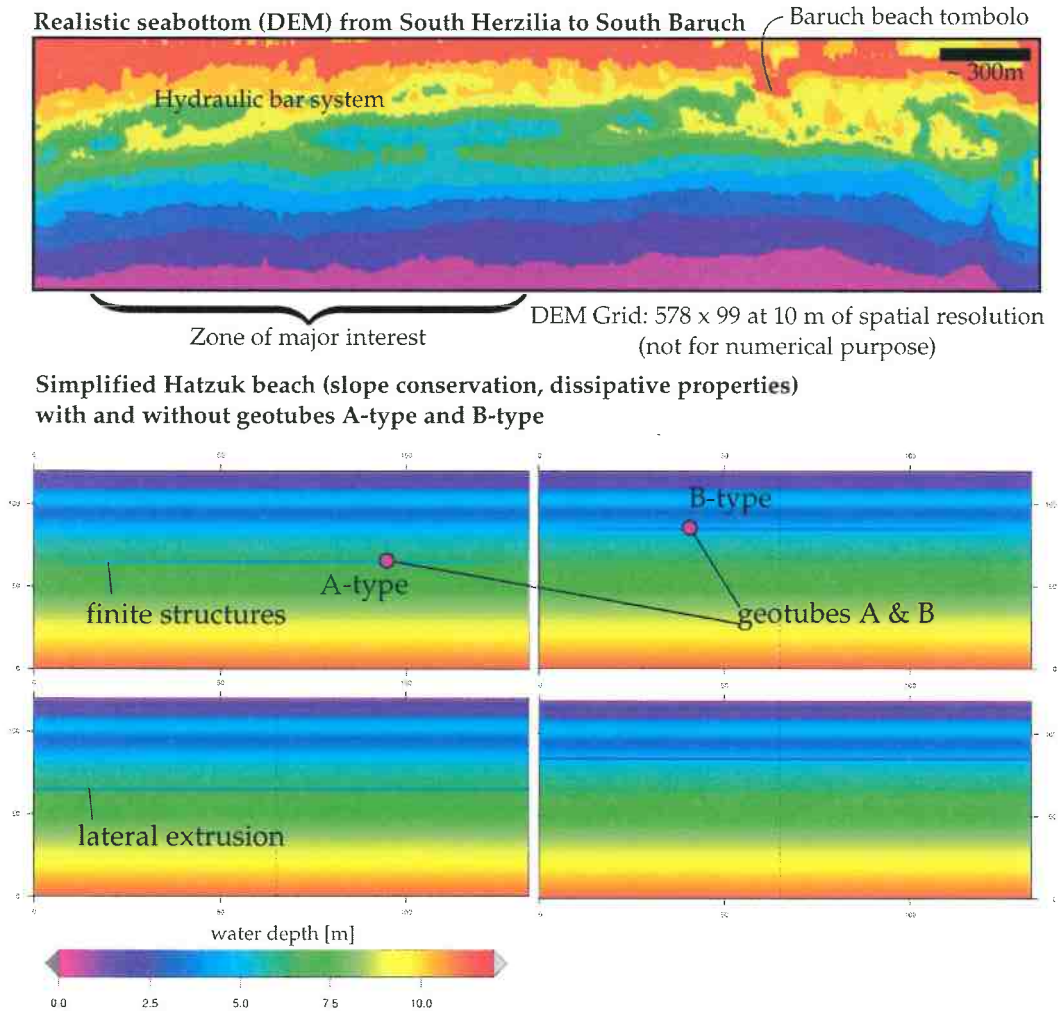 Realistic seabottom (DEM) from South Herzilia to South Baruch
Baruch beach tombolo
~ 300m
Hydraulic bar system
Zone of major interest
DEM Grid: 578 x 99 at 10 m of spatial resolution
(not for numerical purpose)
Simplified Hatzuk beach (slope conservation, dissipative properties)
with and without geotubes A-type and B-type
B-type
A-type
finite structures
geotubes A & B
lateral extrusion
water depth [m]
0.0 2.5 5.0 7.5 10.0